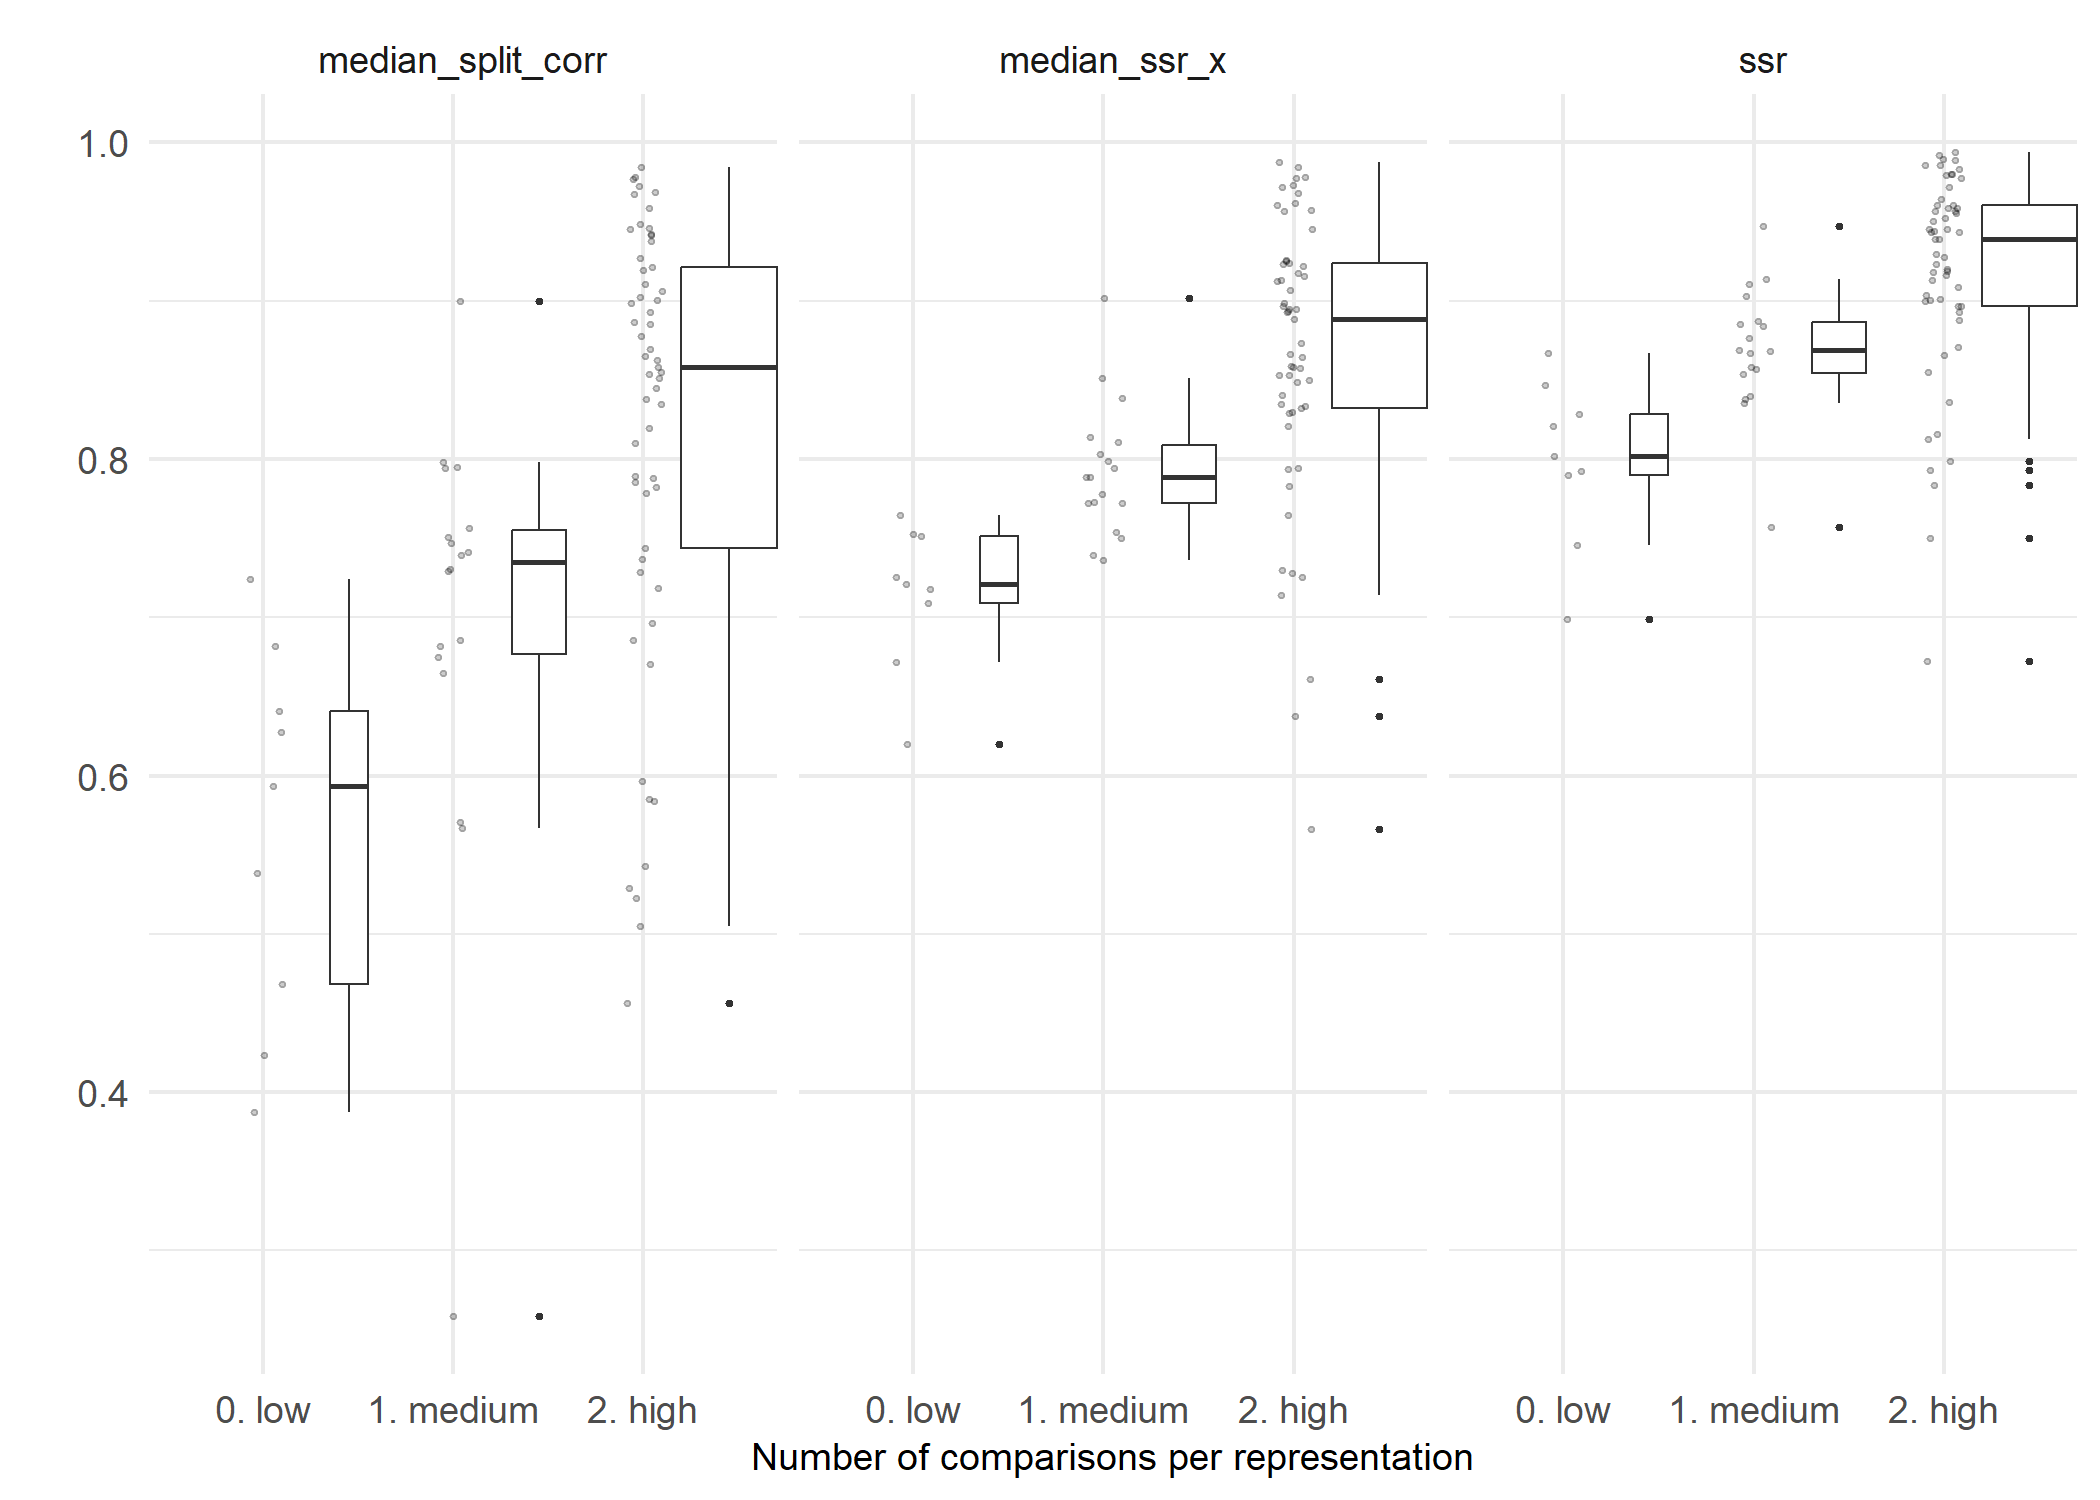 median_split_corr median_ssr_x ssr
1.0
0.8
0.6
0.4
0. low 1. medium 2. high 0. low 1. medium 2. high 0. low 1. medium 2. high
Number of comparisons per representation